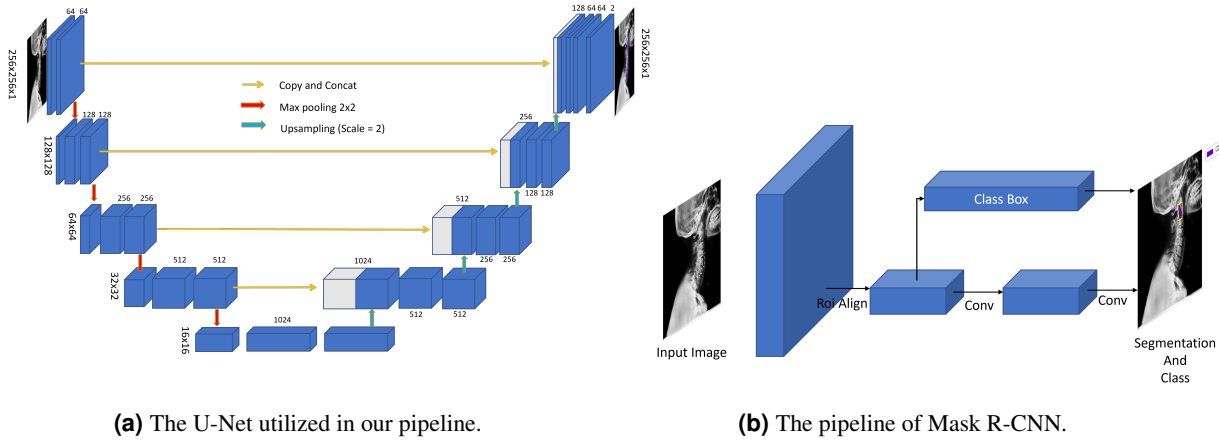 64 64
256x256x1
128 64 64 2
256x256x1
Copy and Concat
Max pooling 2x2
Upsampling (Scale = 2)
128 128
128x128
256
128 128
256 256
64x64
512
256 256
512 512
32x32
1024
512 512
1024
16x16
(a) The U-Net utilized in our pipeline.
Input Image
Roi Align
Class Box
Conv
Conv
Segmentation
And
Class
(b) The pipeline of Mask R-CNN.